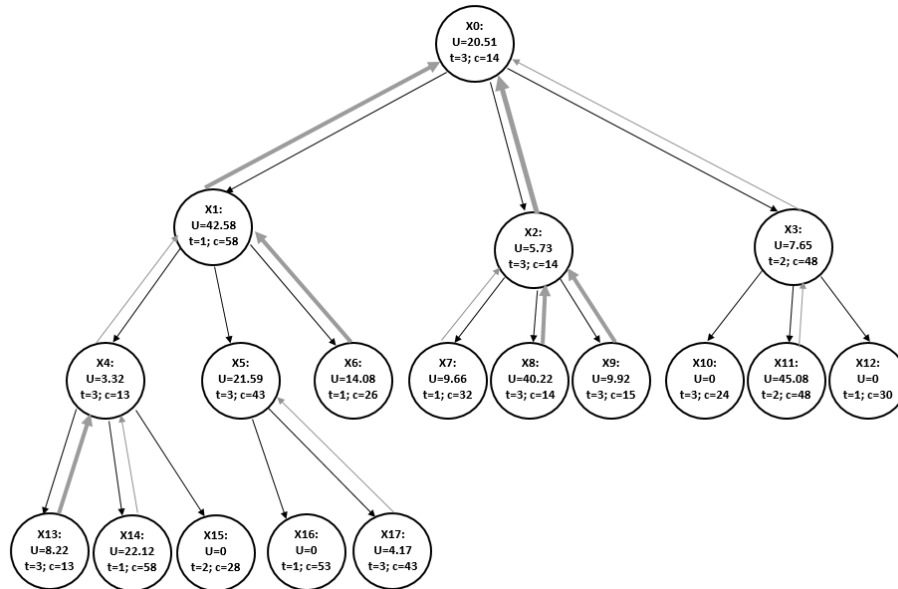 X0:
U=20.51
t=3; c=14
X1:
U=42.58
t=1; c=58
X2:
U=5.73
t=3; c=14
X3:
U=7.65
t=2; c=48
X4:
U=3.32
t=3; c=13
X5:
U=21.59
t=3; c=43
X6:
U=14.08
t=1; c=26
X7:
U=9.66
t=1; c=32
X8:
U=40.22
t=3; c=14
X9:
U=9.92
t=3; c=15
X10:
U=0
t=3; c=24
X11:
U=45.08
t=2; c=48
X12:
U=0
t=1; c=30
X13:
U=8.22
t=3; c=13
X14:
U=22.12
t=1; c=58
X15:
U=0
t=2; c=28
X16:
U=0
t=1; c=53
X17:
U=4.17
t=3; c=43